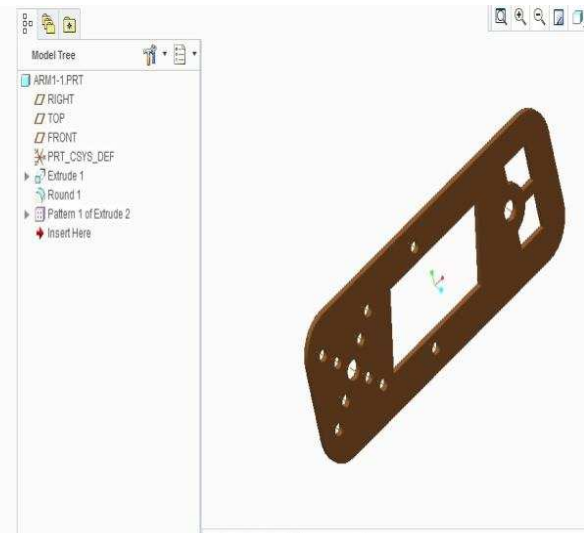 Model Tree
ARM1-1.PRT
RIGHT
TOP
FRONT
PRT_CSYS_DEF
Extrude 1
Round 1
Pattern 1 of Extrude 2
Insert Here